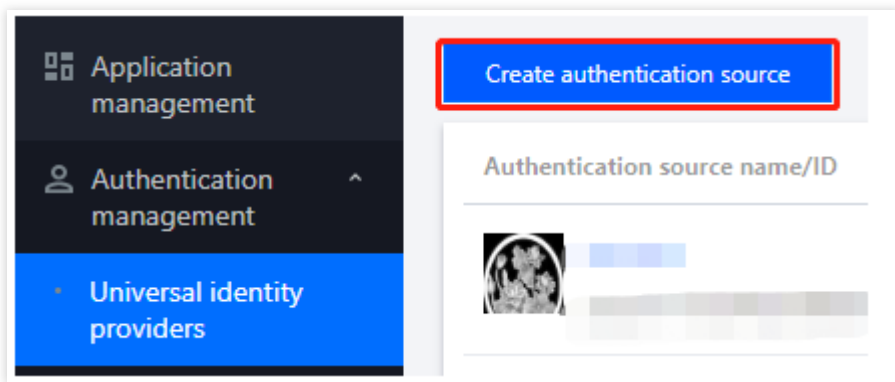 Application
management
Authentication
management
Universal identity
providers
Create authentication source
Authentication source name/ID